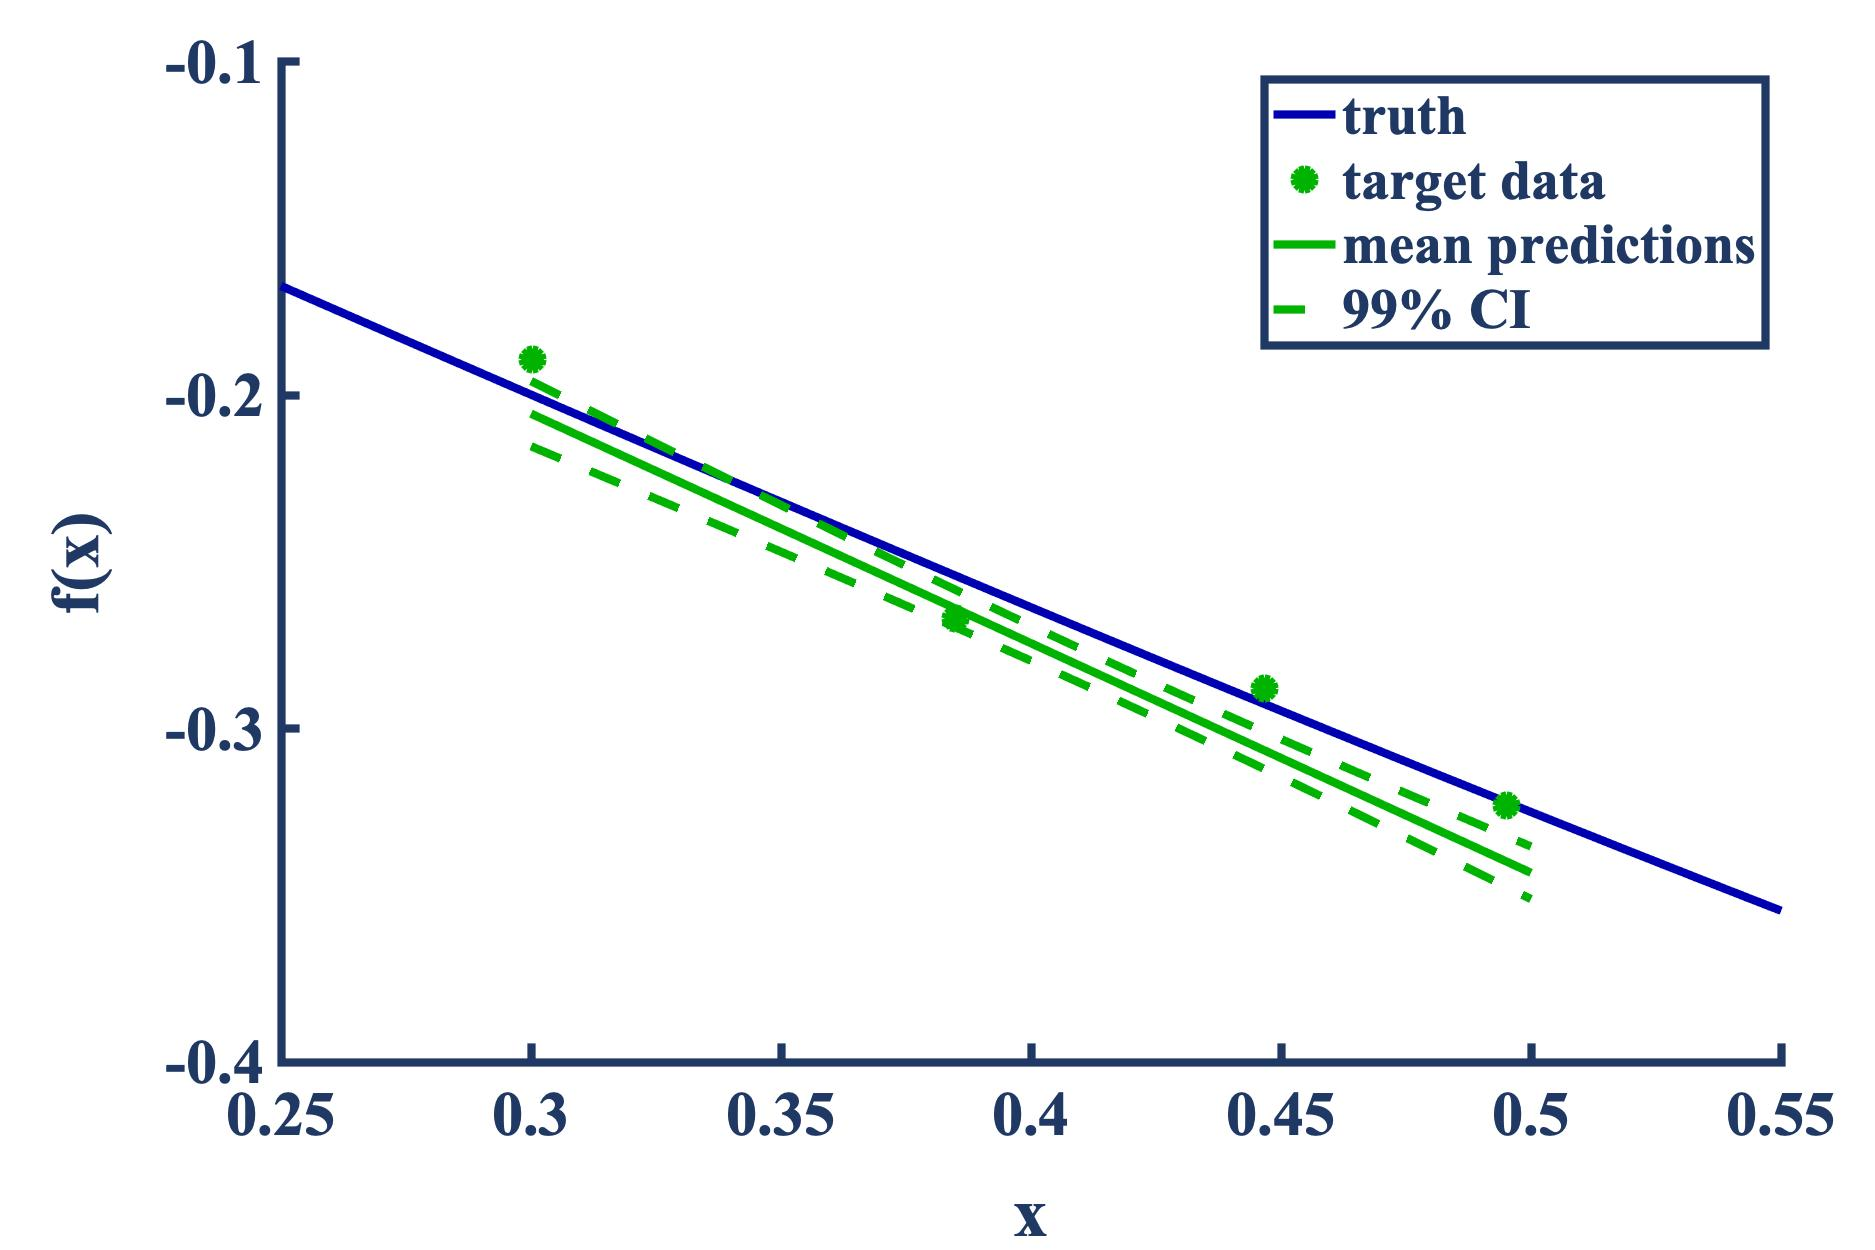 -0.1
-0.2
-0.3
-0.4
f(x)
0.25 0.3 0.35 0.4 0.45 0.5 0.55
x
truth
target data
mean predictions
99% CI